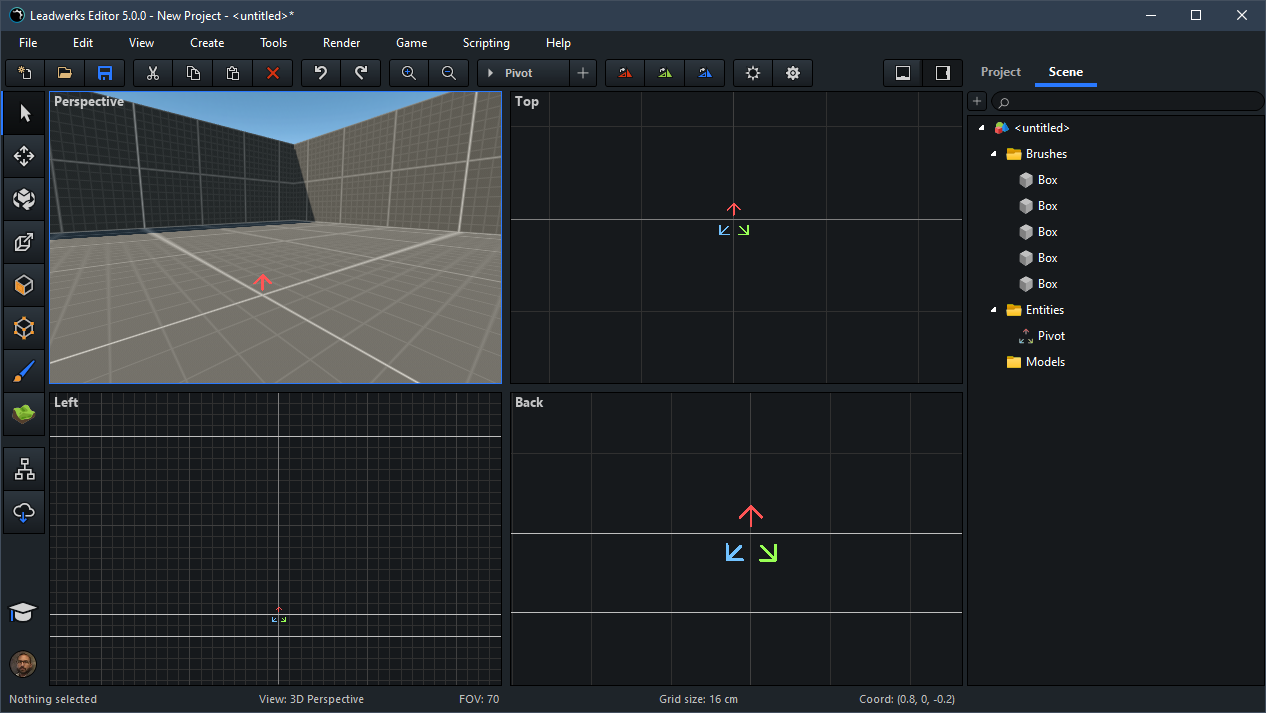 Leadwerks Editor 5.0.0 - New Project - <untitled>*
File Edit View Create Tools Render Game Scripting Help
Pivot
Project Scene
Perspective
Top
<untitled>
Brushes
Box
Box
Box
Box
Box
Entities
Pivot
Models
Left
Back
Nothing selected View: 3D Perspective FOV: 70 Grid size: 16 cm Coord: (0.8, 0, -0.2)